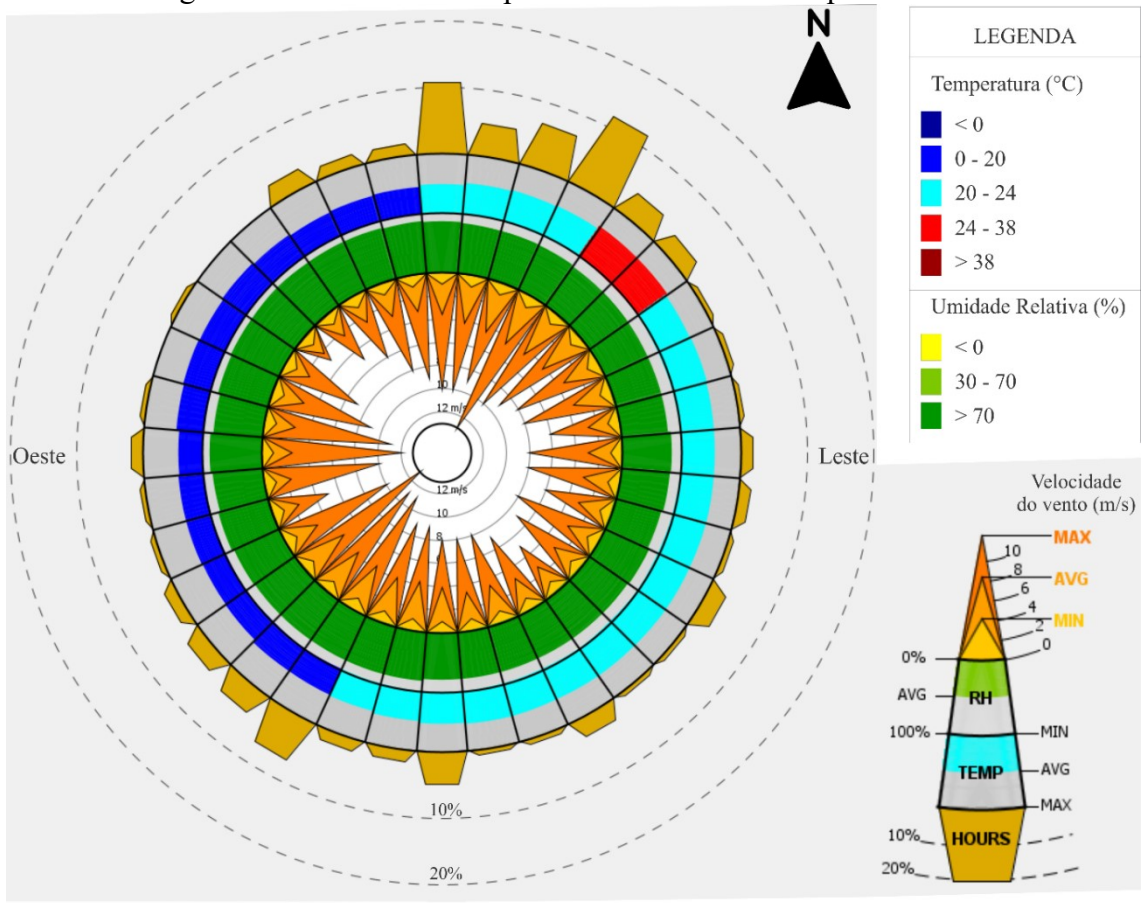 N
Oeste
Leste
10
12 m/s
12 m/s
10
8
10%
20%
LEGENDA
Temperatura (°C)
< 0
0 - 20
20 - 24
24 - 38
> 38
Umidade Relativa (%)
< 0
30 - 70
> 70
Velocidade
do vento (m/s)
MAX
10
8
AVG
6
4
MIN
2
0
0%
RH
AVG
100%
MIN
TEMP
AVG
MAX
HOURS
10%
20%